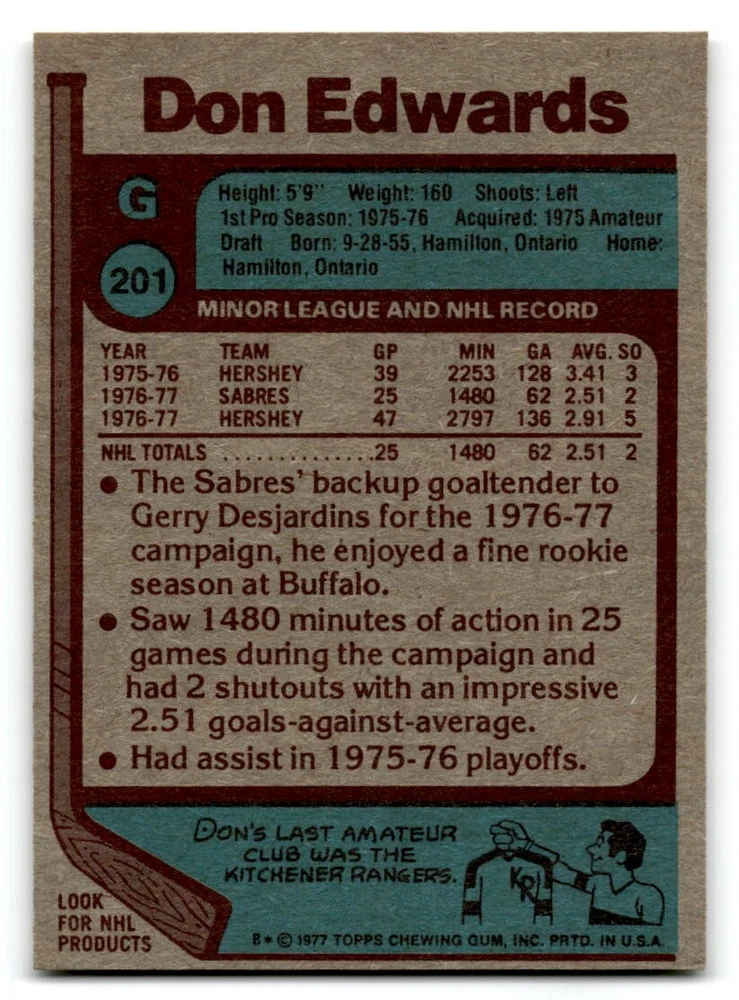 Don Edwards
G
Height: 5'9" Weight: 160 Shoots: Left
1st Pro Season: 1975-76 Acquired: 1975 Amateur
Draft Born: 9-28-55, Hamilton, Ontario Home:
Hamilton, Ontario
201
MINOR LEAGUE AND NHL RECORD
YEAR TEAM GP MIN GA AVG. SO
1975-76 HERSHEY 39 2253 128 3.41 3
1976-77 SABRES 25 1480 62 2.51 2
1976-77 HERSHEY 47 2797 136 2.91 5
NHL TOTALS ..............25 1480 62 2.51 2
• The Sabres' backup goaltender to
Gerry Desjardins for the 1976-77
campaign, he enjoyed a fine rookie
season at Buffalo.
• Saw 1480 minutes of action in 25
games during the campaign and
had 2 shutouts with an impressive
2.51 goals-against-average.
• Had assist in 1975-76 playoffs.
DON'S LAST AMATEUR
CLUB WAS THE
KITCHENER RANGERS.
KR
LOOK
FOR NHL
PRODUCTS
B* © 1977 TOPPS CHEWING GUM, INC. PRTD. IN U.S.A.